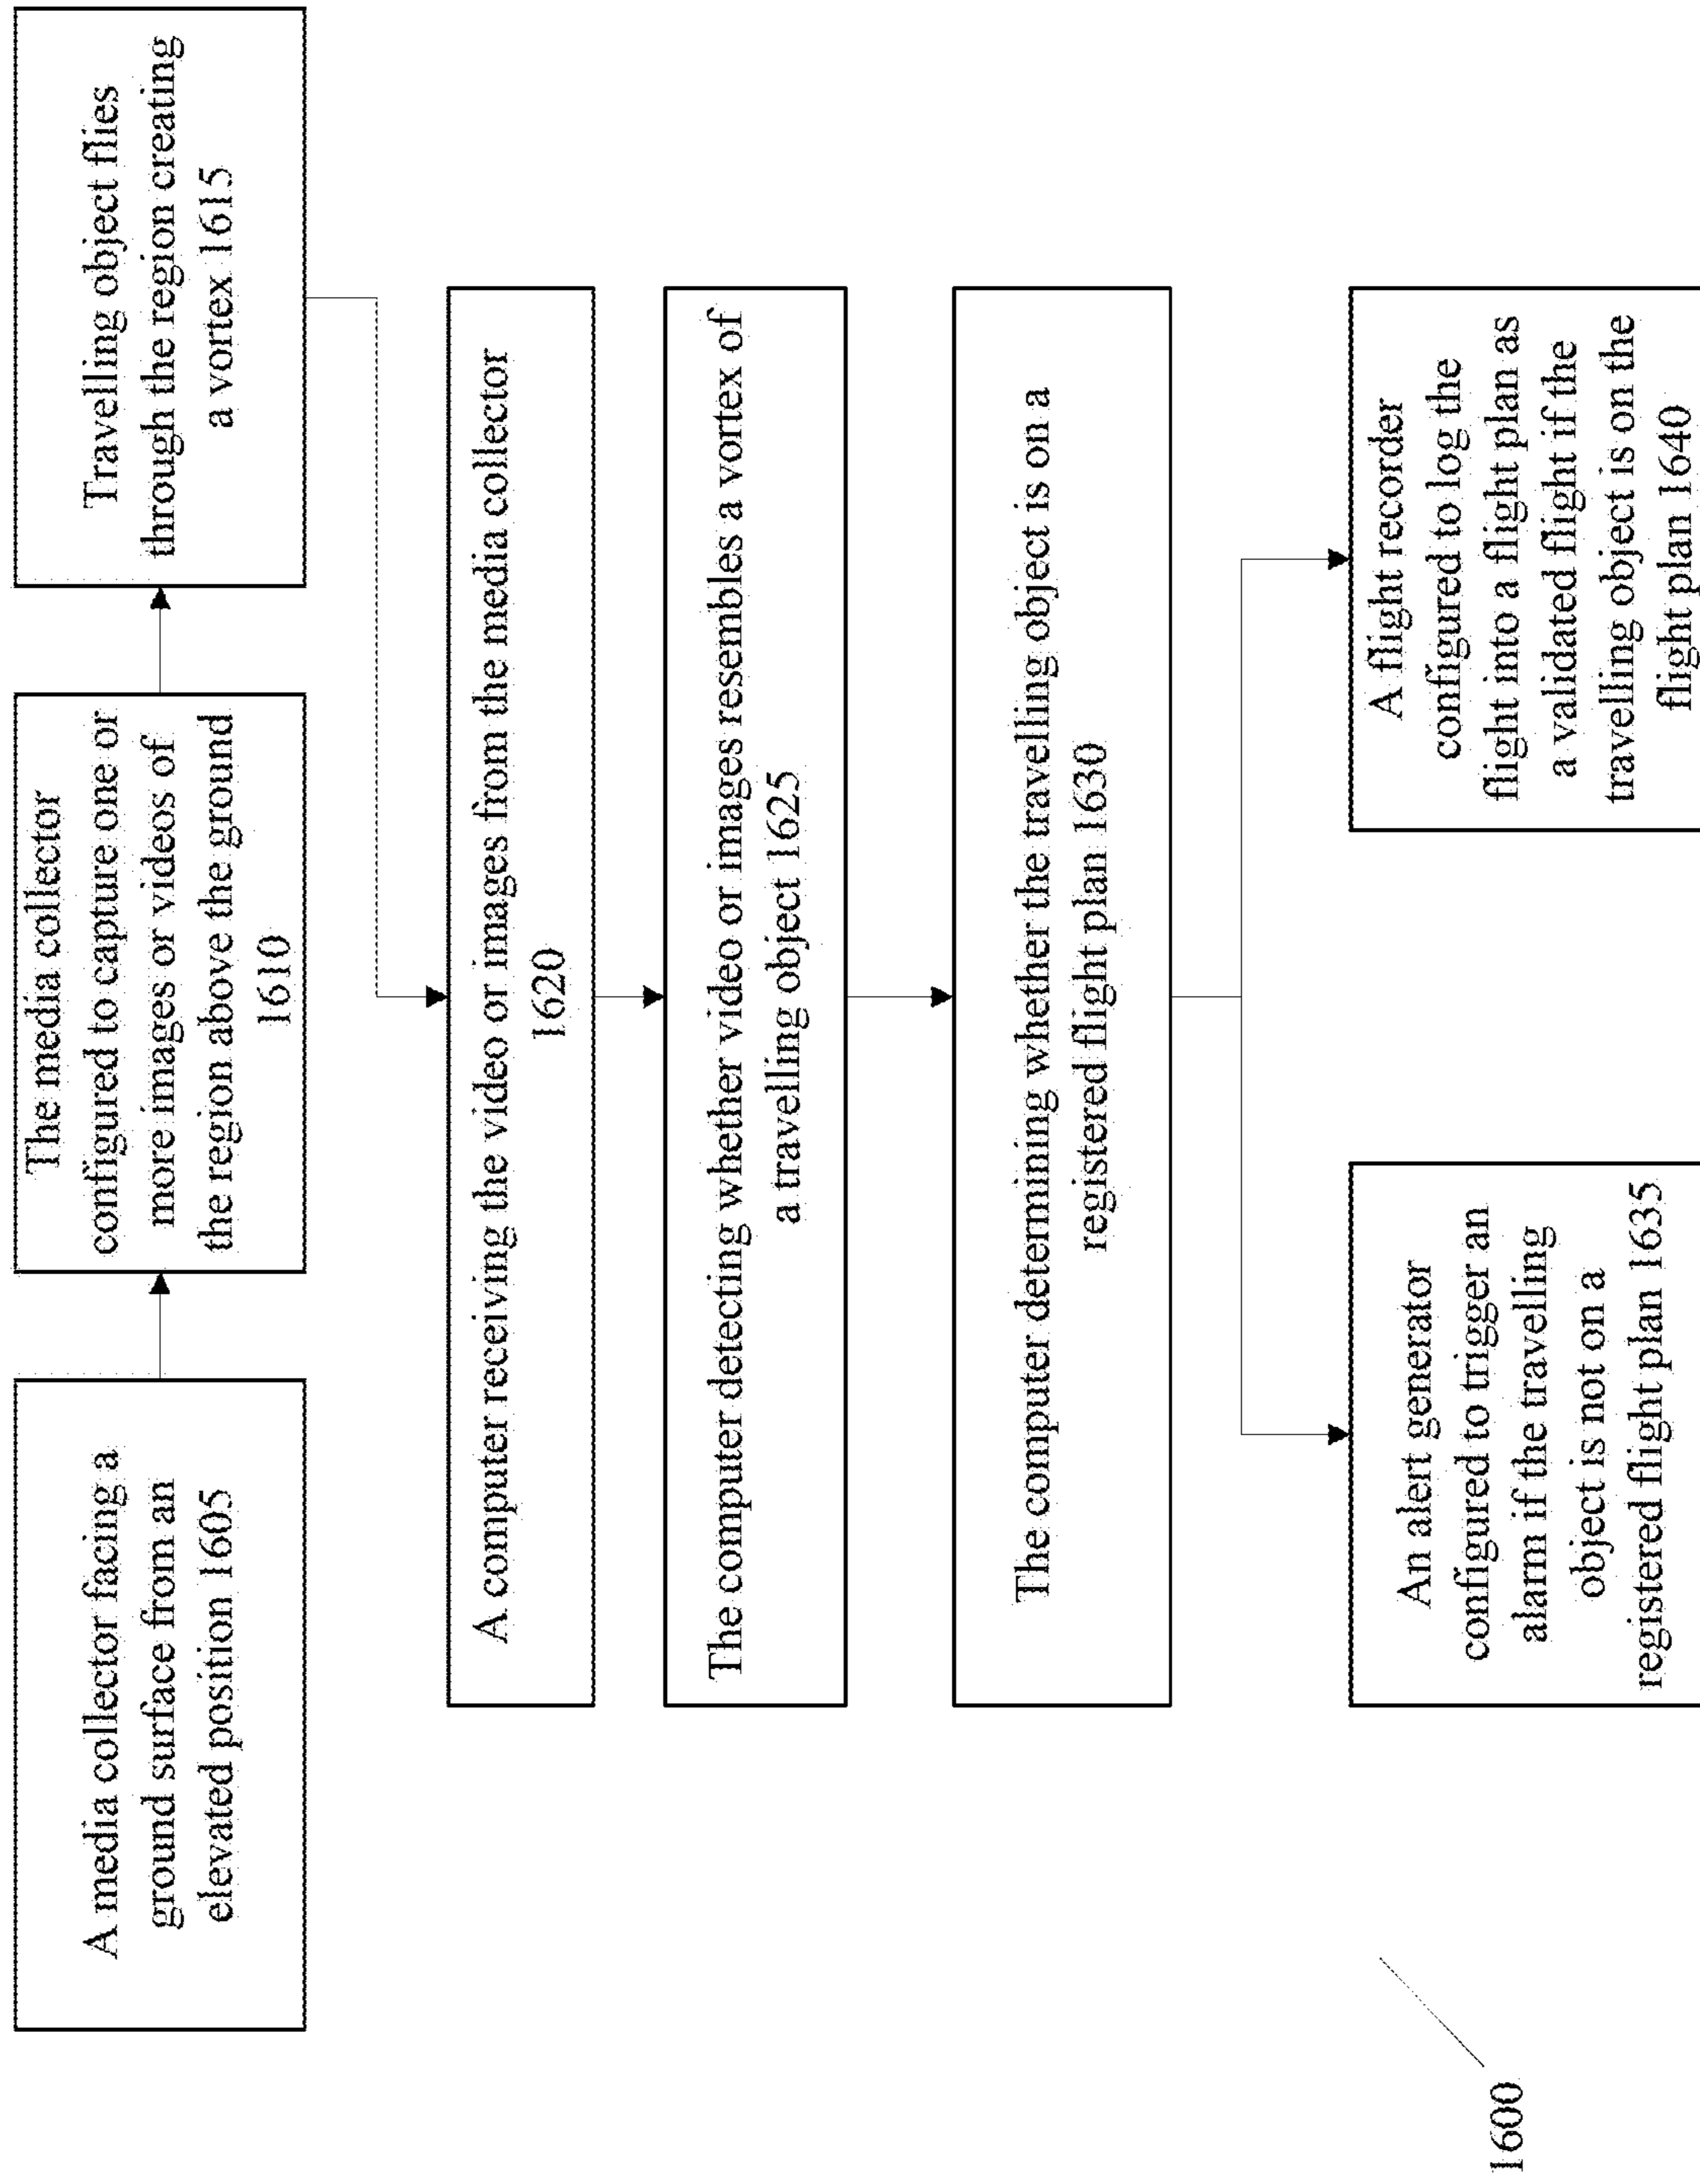 A media collector facing a
ground surface from an
elevated position 1605
The media collector
configured to capture one or
more images or videos of
the region above the ground
1610
Travelling object flies
through the region creating
a vortex 1615
A computer receiving the video or images from the media collector
1620
The computer detecting whether video or images resembles a vortex of
a travelling object 1625
The computer determining whether the travelling object is on a
registered flight plan 1630
An alert generator
configured to trigger an
alarm if the travelling
object is not on a
registered flight plan 1635
A flight recorder
configured to log the
flight into a flight plan as
a validated flight if the
travelling object is on the
flight plan 1640
1600